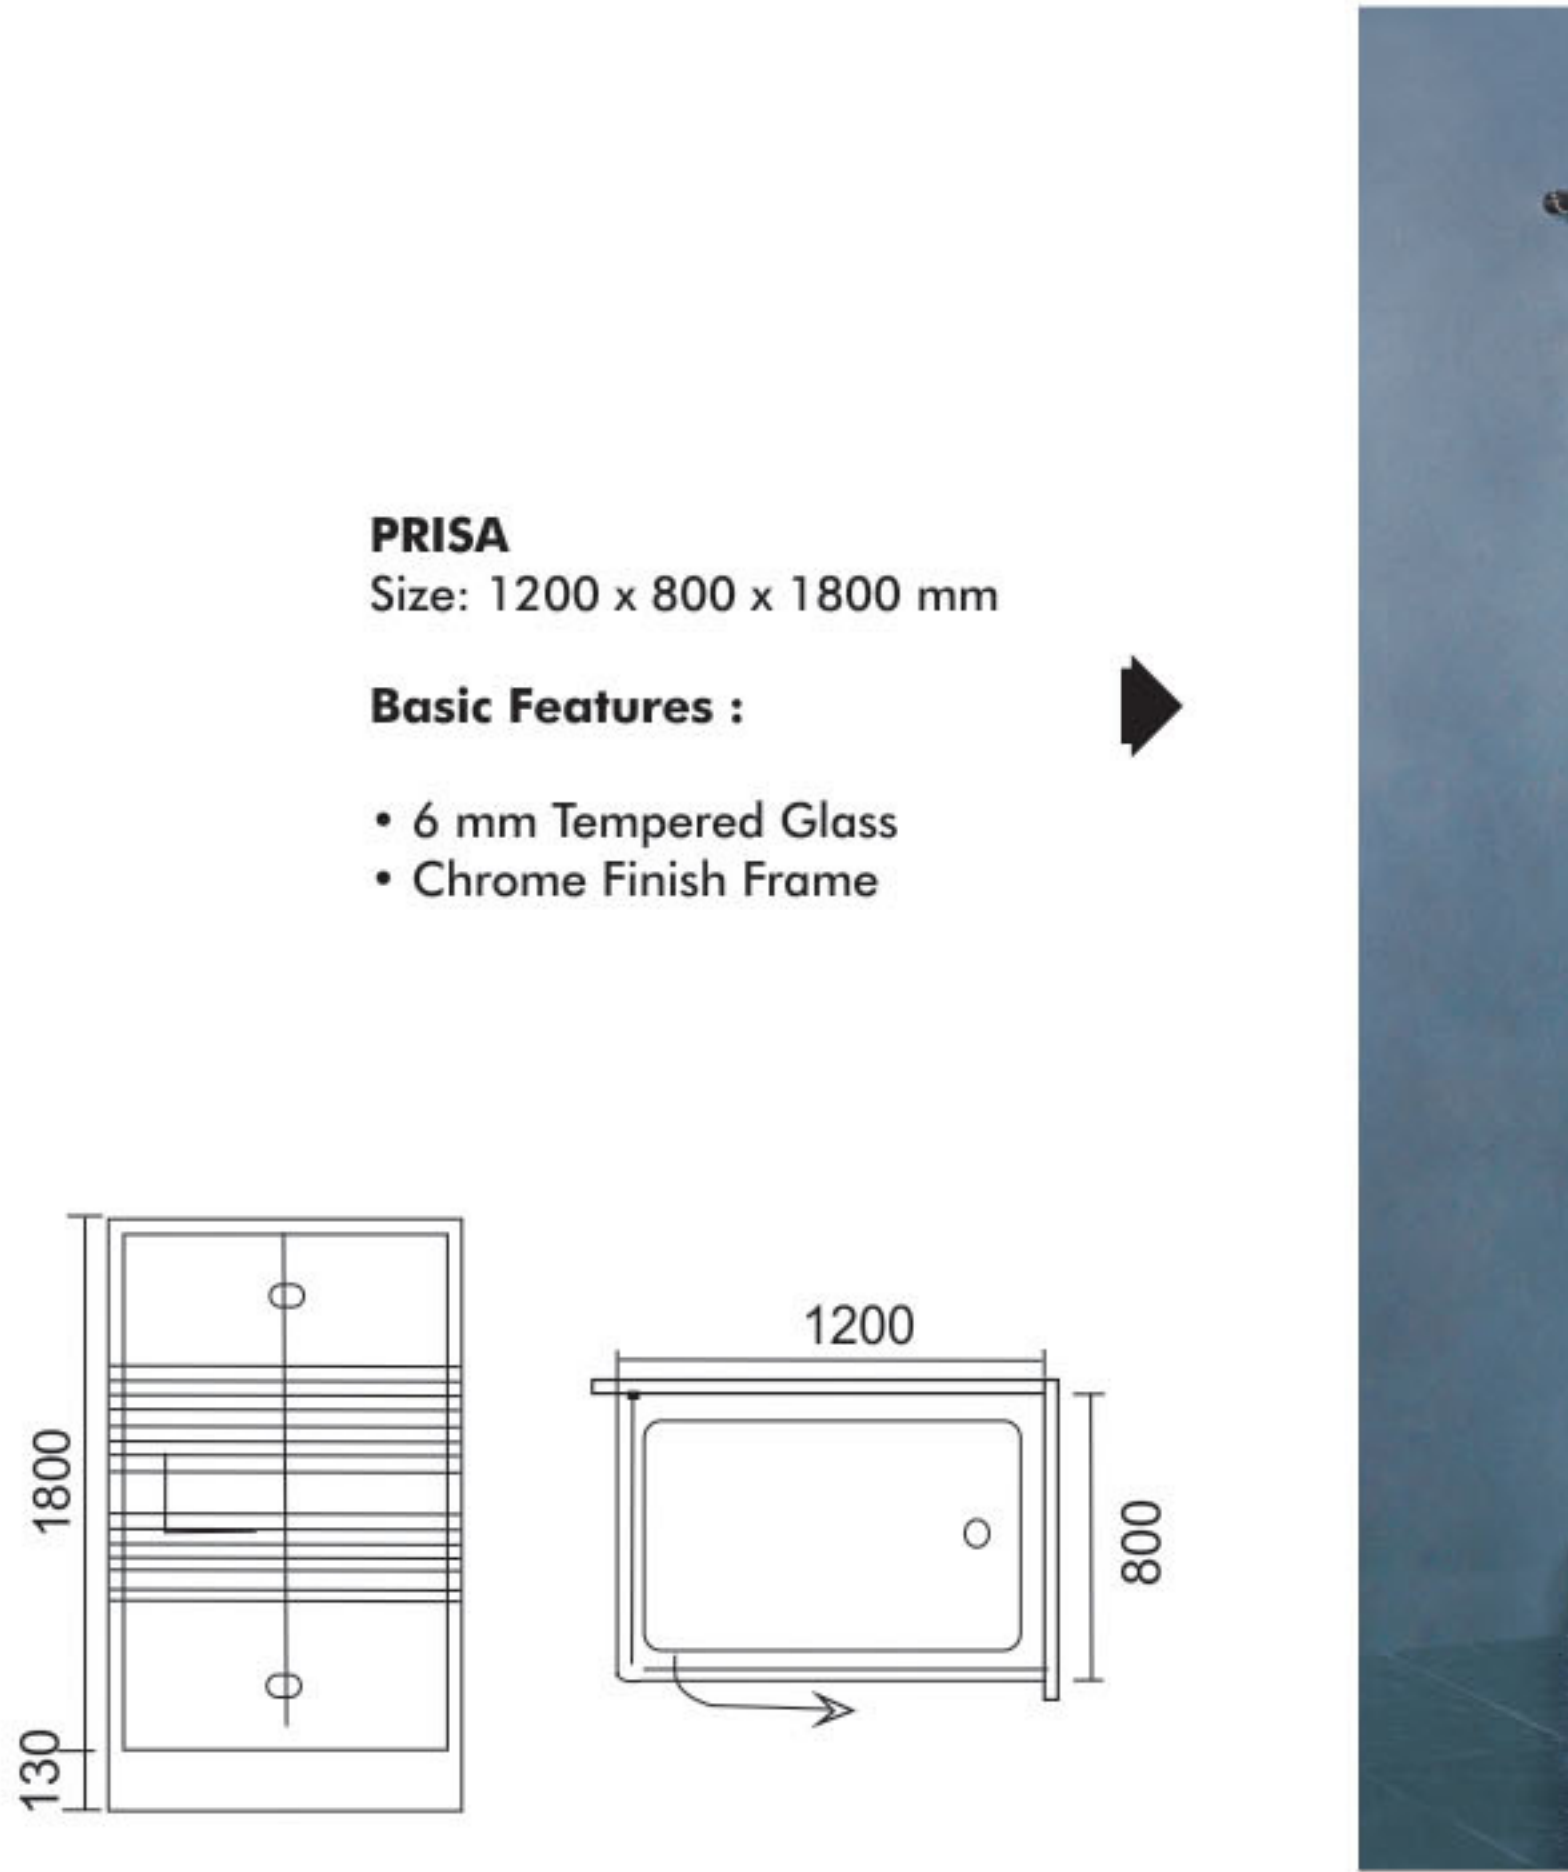 PRISA
Size: 1200 x 800 x 1800 mm
Basic Features :
• 6 mm Tempered Glass
• Chrome Finish Frame
1800
130
1200
800